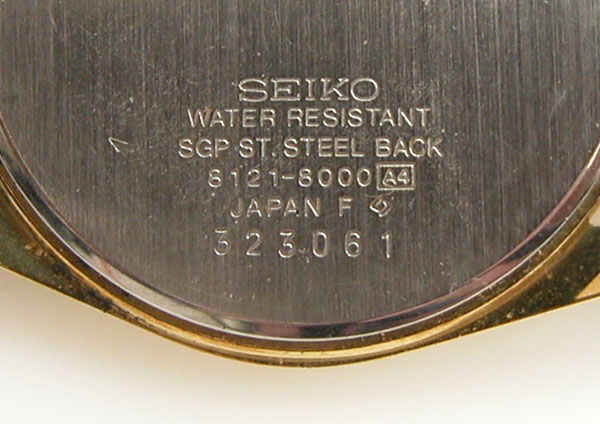 SEIKO
WATER RESISTANT
SGP ST. STEEL BACK
8121-8000 A4
JAPAN F
323061